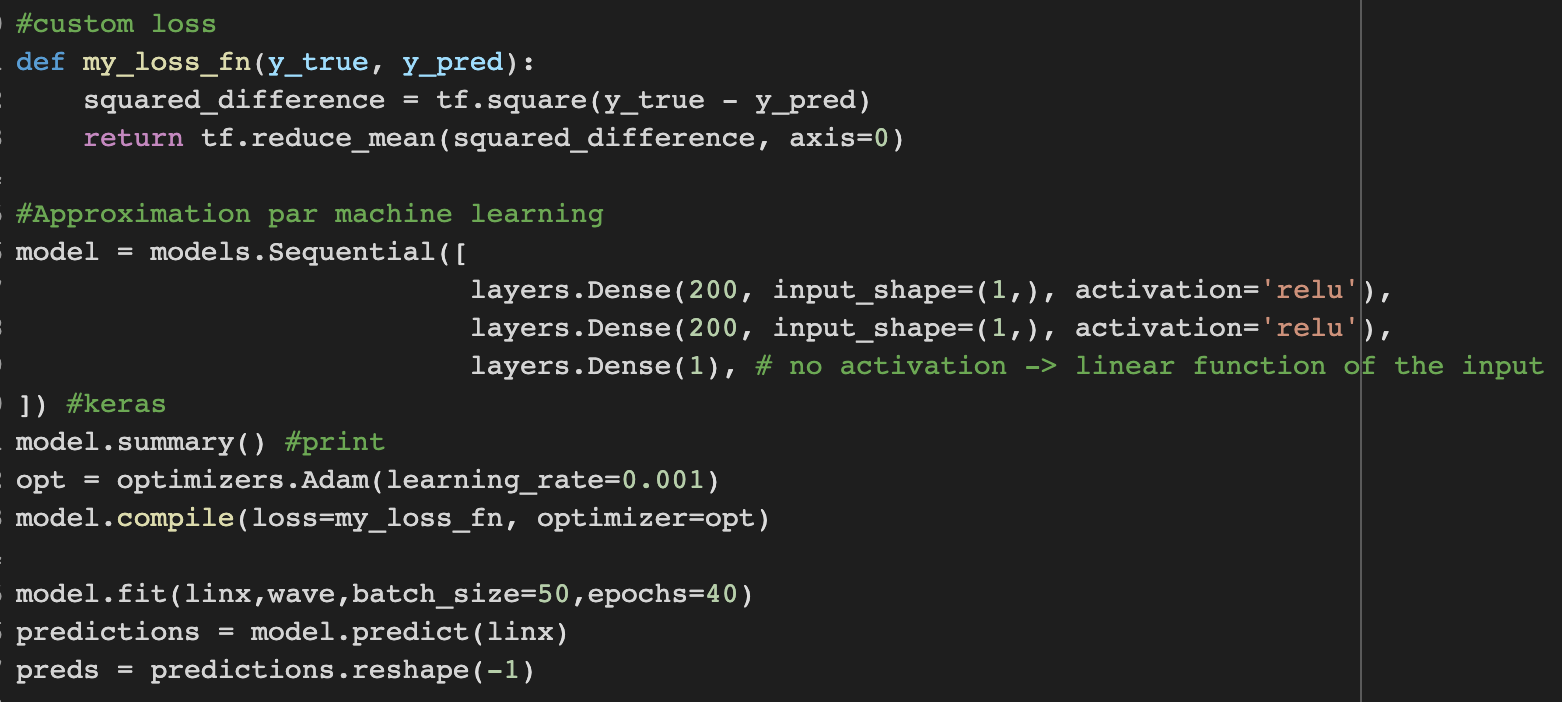 #custom loss
def my_loss_fn(y_true, y_pred):
    squared_difference = tf.square(y_true - y_pred)
    return tf.reduce_mean(squared_difference, axis=0)
#Approximation par machine learning
model = models.Sequential([
                           layers.Dense(200, input_shape=(1,), activation='relu'),
                           layers.Dense(200, input_shape=(1,), activation='relu'),
                           layers.Dense(1), # no activation -> linear function of the input
]) #keras
model.summary() #print
opt = optimizers.Adam(learning_rate=0.001)
model.compile(loss=my_loss_fn, optimizer=opt)
model.fit(linx,wave,batch_size=50,epochs=40)
predictions = model.predict(linx)
preds = predictions.reshape(-1)